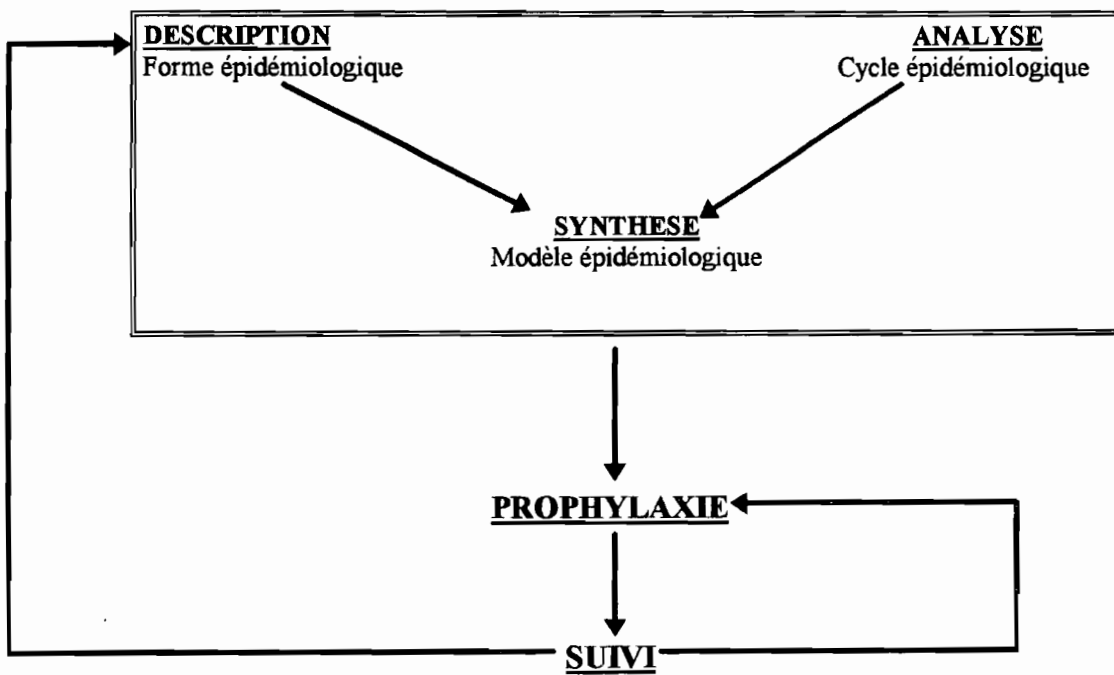 DESCRIPTION
Forme épidémiologique
ANALYSE
Cycle épidémiologique
SYNTHESE
Modèle épidémiologique
PROPHYLAXIE
SUIVI